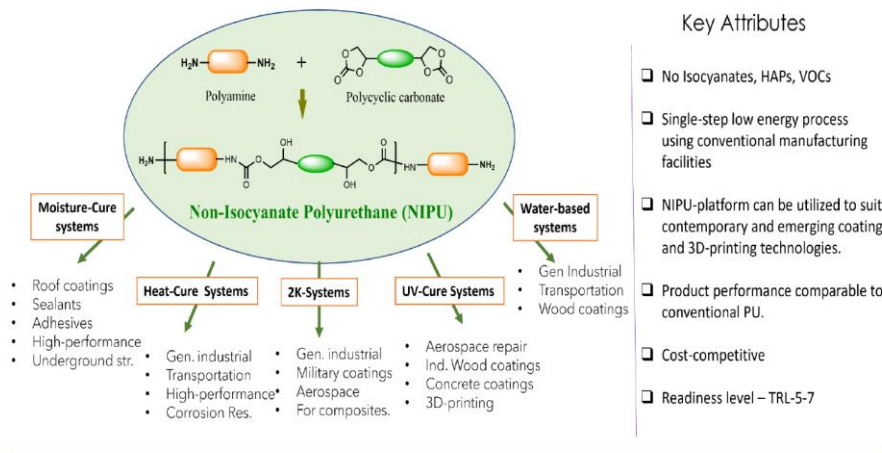 Key Attributes
H₂N
NH₂
+
Polyamine
O
O
O
O
O
O
Polycyclic carbonate
H₂N
HN
O
O
OH
OH
O
O
HN
NH₂
Non-Isocyanate Polyurethane (NIPU)
Moisture-Cure
systems
• Roof coatings
• Sealants
• Adhesives
• High-performance
• Underground str.
Heat-Cure Systems
• Gen. industrial
• Transportation
• High-performance
• Corrosion Res.
2K-Systems
• Gen. industrial
• Military coatings
• Aerospace
• For composites.
UV-Cure Systems
• Aerospace repair
• Ind. Wood coatings
• Concrete coatings
• 3D-printing
Water-based
systems
• Gen Industrial
• Transportation
• Wood coatings
❑ No Isocyanates, HAPs, VOCs
❑ Single-step low energy process
using conventional manufacturing
facilities
❑ NIPU-platform can be utilized to suit
contemporary and emerging coating
and 3D-printing technologies.
❑ Product performance comparable to
conventional PU.
❑ Cost-competitive
❑ Readiness level – TRL-5-7